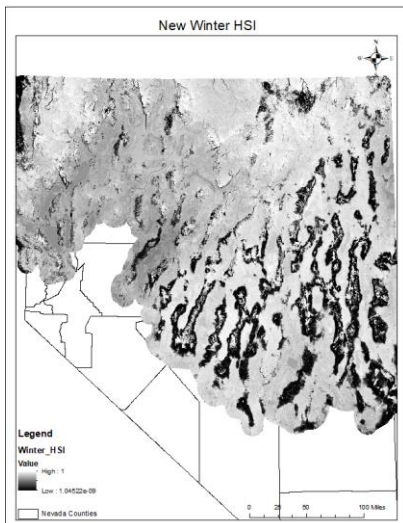 New Winter HSI
N
W
E
S
Legend
Winter_HSI
Value
High : 1
Low : 1.04522e-09
Nevada Counties
0 25 50 100 Miles